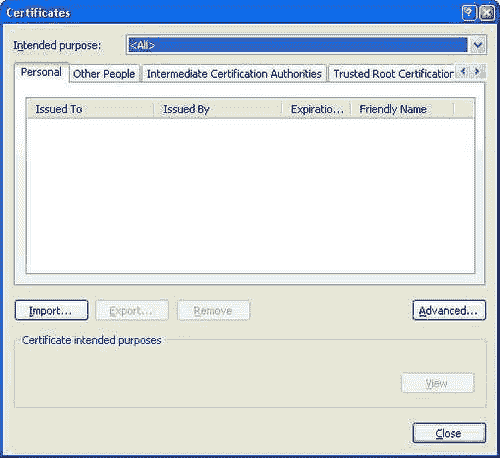 Certificates
Intended purpose: <All>
Personal Other People Intermediate Certification Authorities Trusted Root Certification
Issued To Issued By Expiratio... Friendly Name
Import... Export... Remove Advanced...
Certificate intended purposes
View
Close